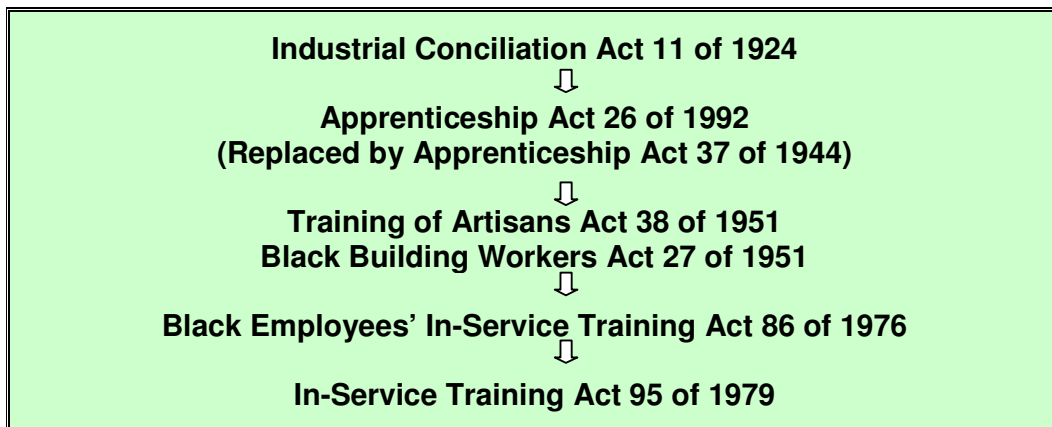 Industrial Conciliation Act 11 of 1924
Apprenticeship Act 26 of 1992
(Replaced by Apprenticeship Act 37 of 1944)
Training of Artisans Act 38 of 1951
Black Building Workers Act 27 of 1951
Black Employees’ In-Service Training Act 86 of 1976
In-Service Training Act 95 of 1979